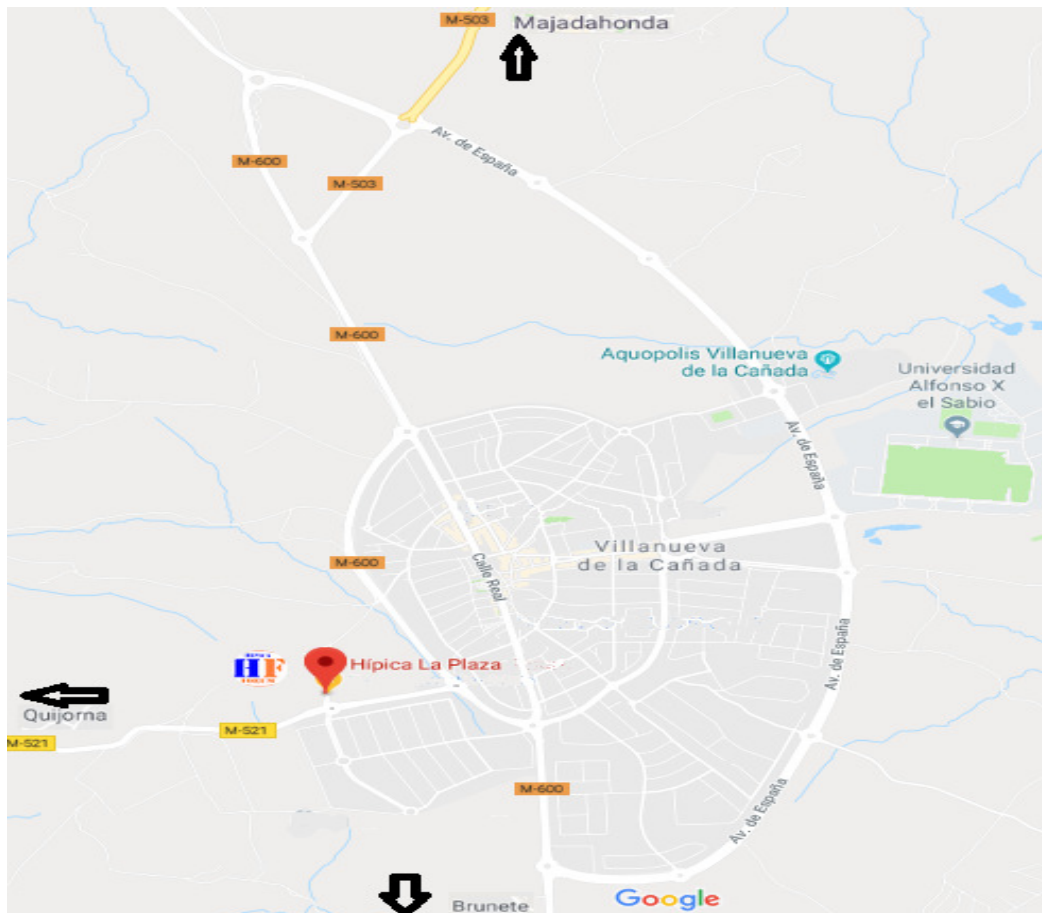 M-503
Majadahonda
Av. de España
M-600
M-503
M-600
Aquopolis Villanueva
de la Cañada
Universidad
Alfonso X
el Sabio
Av. de España
Villanueva
de la Cañada
M-600
Calle Real
Av. de España
HF
Hípica La Plaza
Quijorna
M-521
M-521
M-600
Av. de España
Google
Brunete